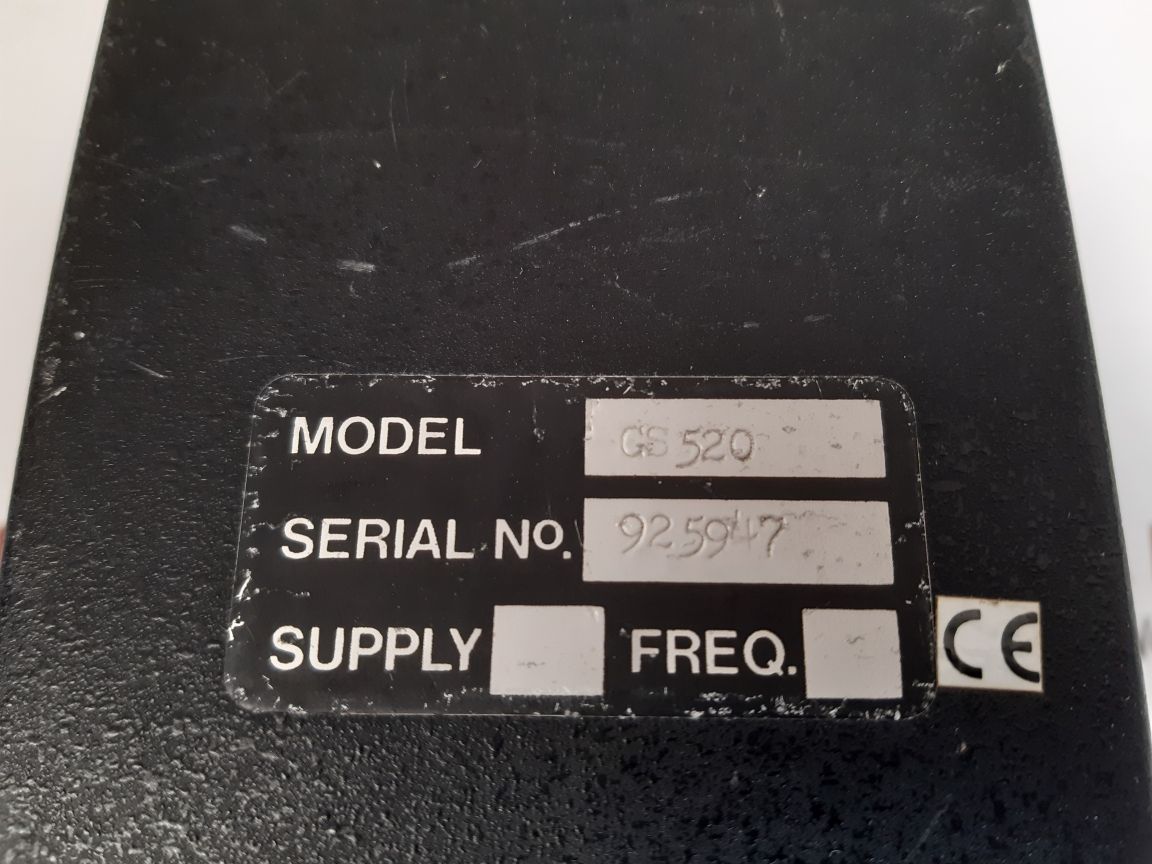 MODEL GS 520
SERIAL NO. 925947
SUPPLY FREQ. CE